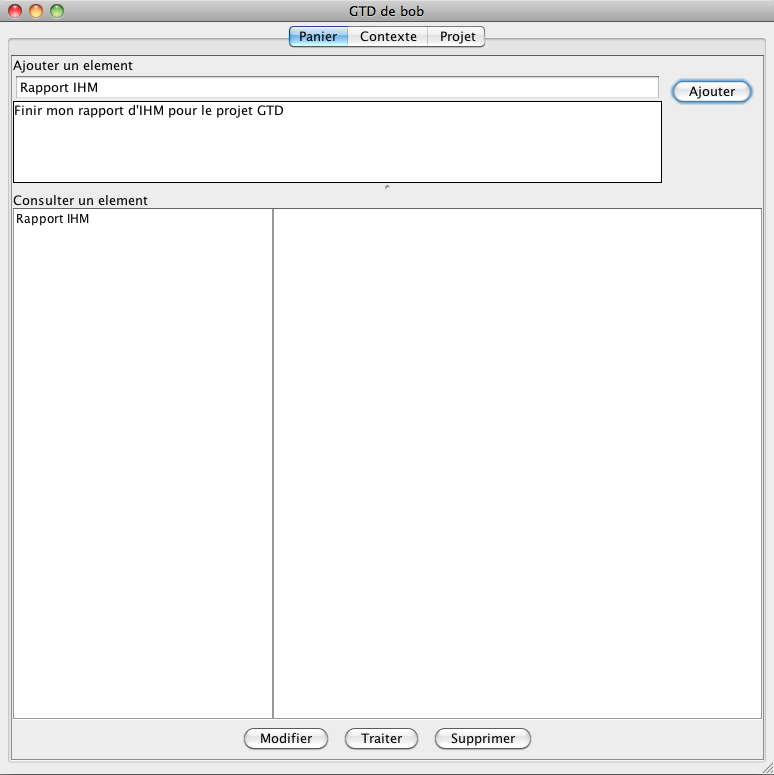 GTD de bob
Panier Contexte Projet
Ajouter un element
Rapport IHM
Ajouter
Finir mon rapport d'IHM pour le projet GTD
Consulter un element
Rapport IHM
Modifier Traiter Supprimer